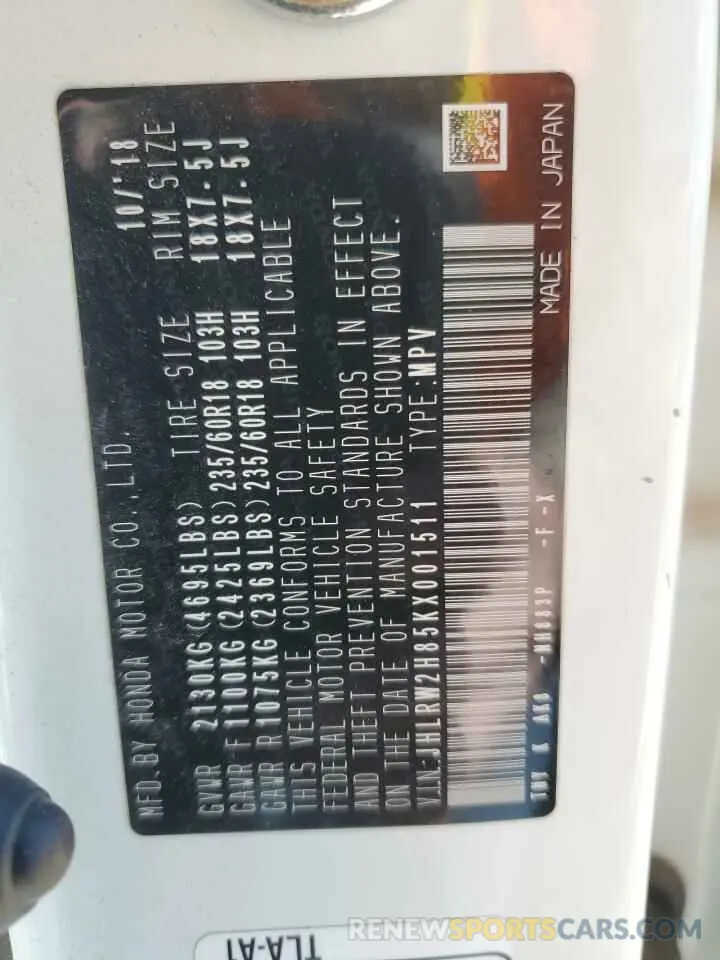 MFD.BY HONDA MOTOR CO.,LTD. 10/'18
GVWR 2130KG(4695LBS) TIRE SIZE RIM SIZE
GAWR F 1100KG(2425LBS)235/60R18 103H 18X7.5J
GAWR R 1075KG(2369LBS)235/60R18 103H 18X7.5J
THIS VEHICLE CONFORMS TO ALL APPLICABLE
FEDERAL MOTOR VEHICLE SAFETY
AND THEFT PREVENTION STANDARDS IN EFFECT
ON THE DATE OF MANUFACTURE SHOWN ABOVE.
V.I.N:JHLRW2H85KX001511 TYPE:MPV
-F -X
MADE IN JAPAN
TLA-A1
RENEWSPORTSCARS.COM